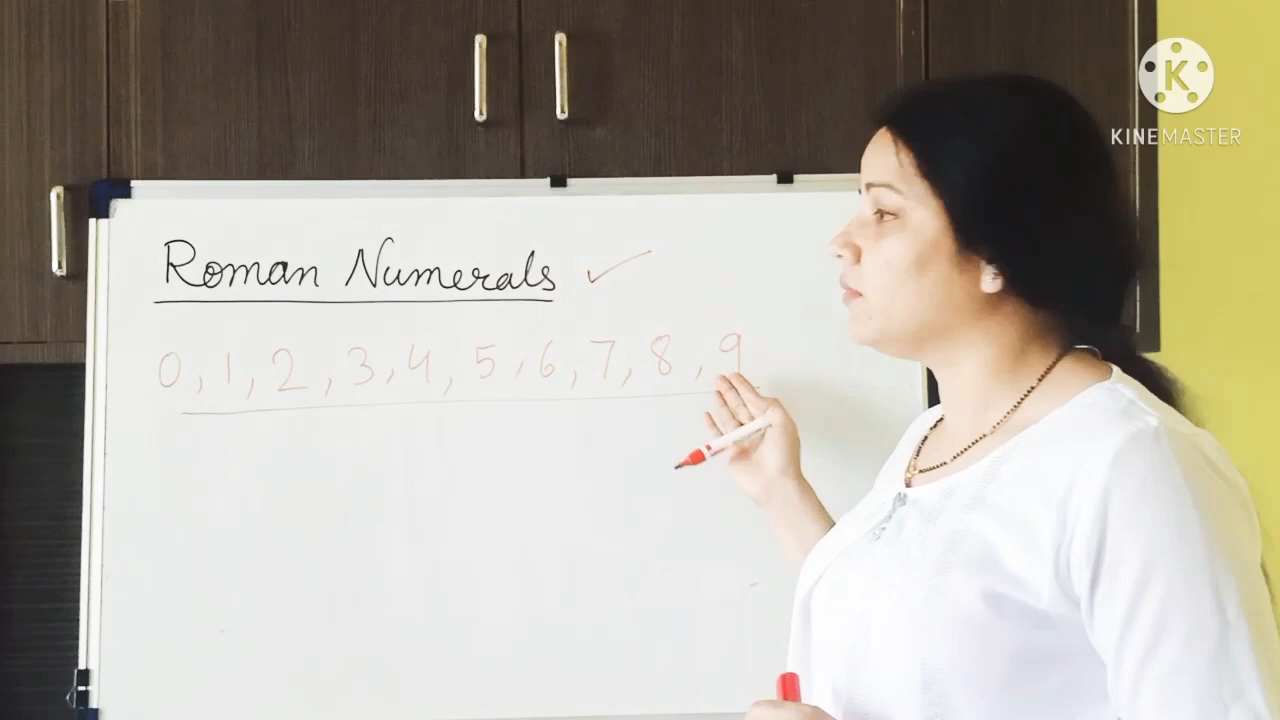 Roman Numerals ✓
0, 1, 2, 3, 4, 5, 6, 7, 8, 9
K
KINEMASTER